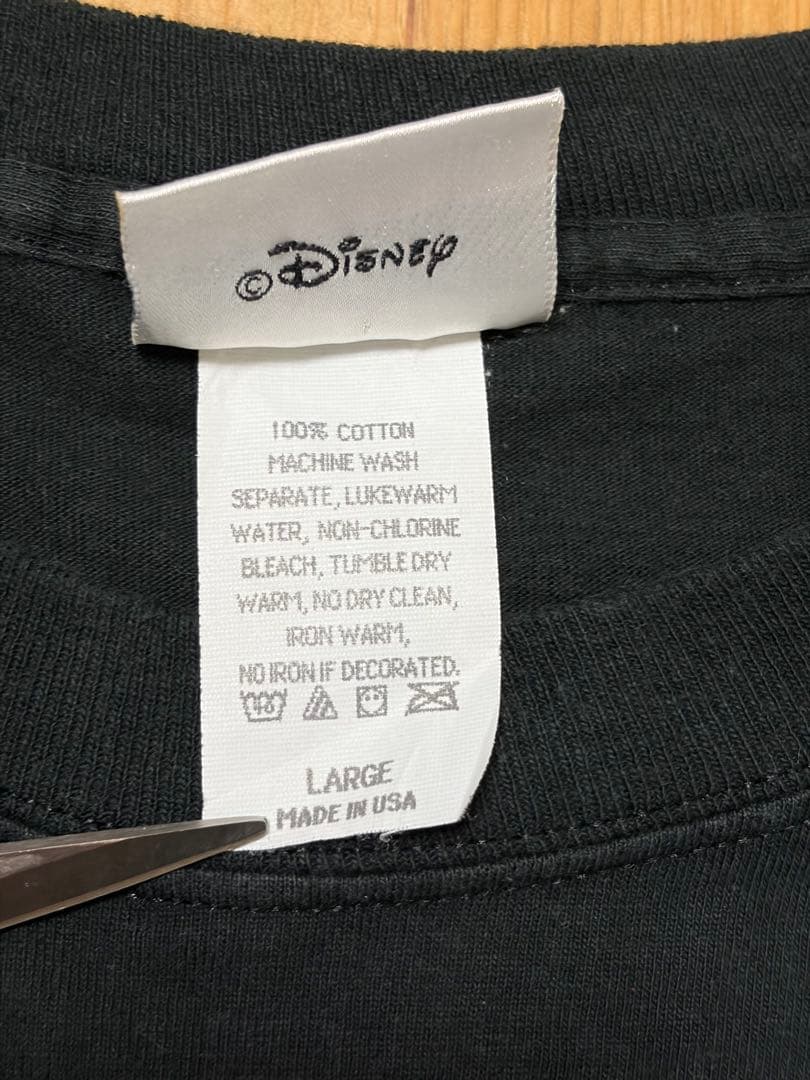 ©Disney
100% COTTON
MACHINE WASH
SEPARATE, LUKEWARM
WATER, NON-CHLORINE
BLEACH, TUMBLE DRY
WARM, NO DRY CLEAN,
IRON WARM,
NO IRON IF DECORATED.
LARGE
MADE IN USA